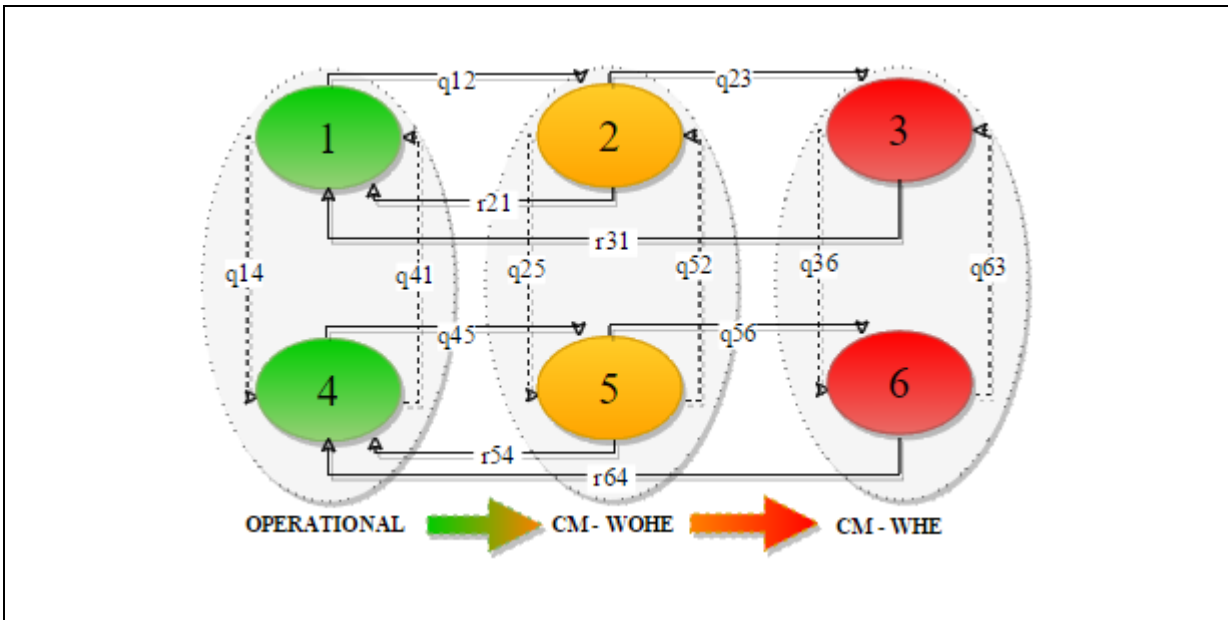 q12
q23
1
2
3
r21
r31
q14
q41
q25
q52
q36
q63
q45
q56
4
5
6
r54
r64
OPERATIONAL
CM - WOHE
CM - WHE